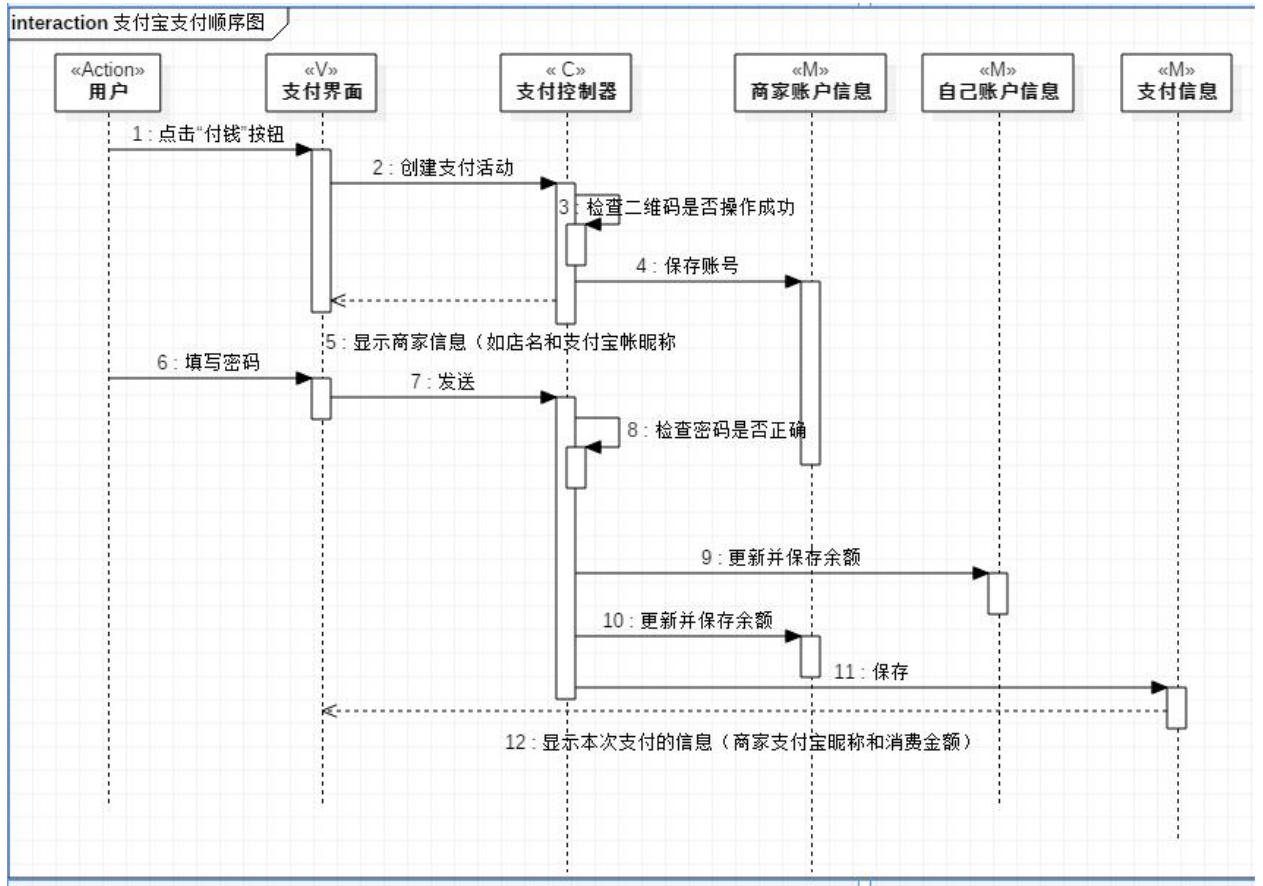 interaction 支付宝支付顺序图
«Action»
用户
«V»
支付界面
« C»
支付控制器
«M»
商家账户信息
«M»
自己账户信息
«M»
支付信息
1 : 点击“付钱”按钮
2 : 创建支付活动
3 : 检查二维码是否操作成功
4 : 保存账号
5 : 显示商家信息（如店名和支付宝帐昵称
6 : 填写密码
7 : 发送
8 : 检查密码是否正确
9 : 更新并保存余额
10 : 更新并保存余额
11 : 保存
12 : 显示本次支付的信息（商家支付宝昵称和消费金额）